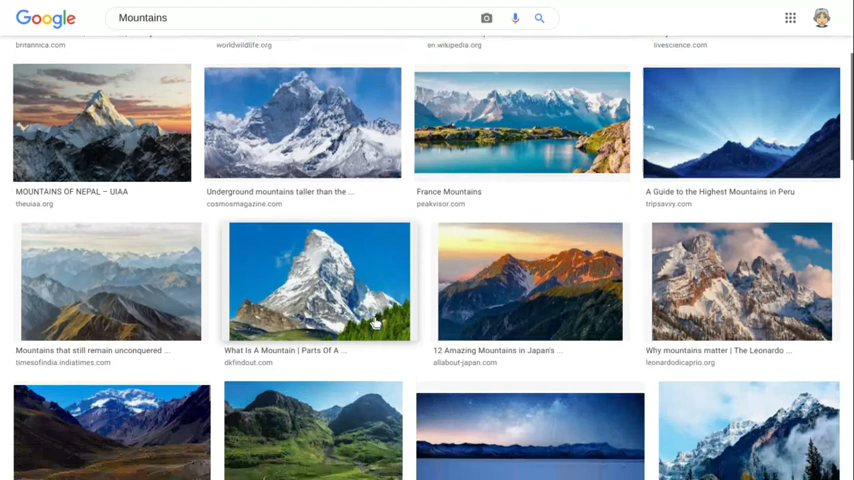 Google
Mountains
britannica.com
worldwildlife.org
en.wikipedia.org
livescience.com
MOUNTAINS OF NEPAL – UIAA
Underground mountains taller than the ...
France Mountains
A Guide to the Highest Mountains in Peru
theuiaa.org
cosmosmagazine.com
peakvisor.com
tripsavvy.com
Mountains that still remain unconquered ...
What Is A Mountain | Parts Of A ...
12 Amazing Mountains in Japan's ...
Why mountains matter | The Leonardo ...
timesofindia.indiatimes.com
dkfindout.com
allabout-japan.com
leonardodicaprio.org